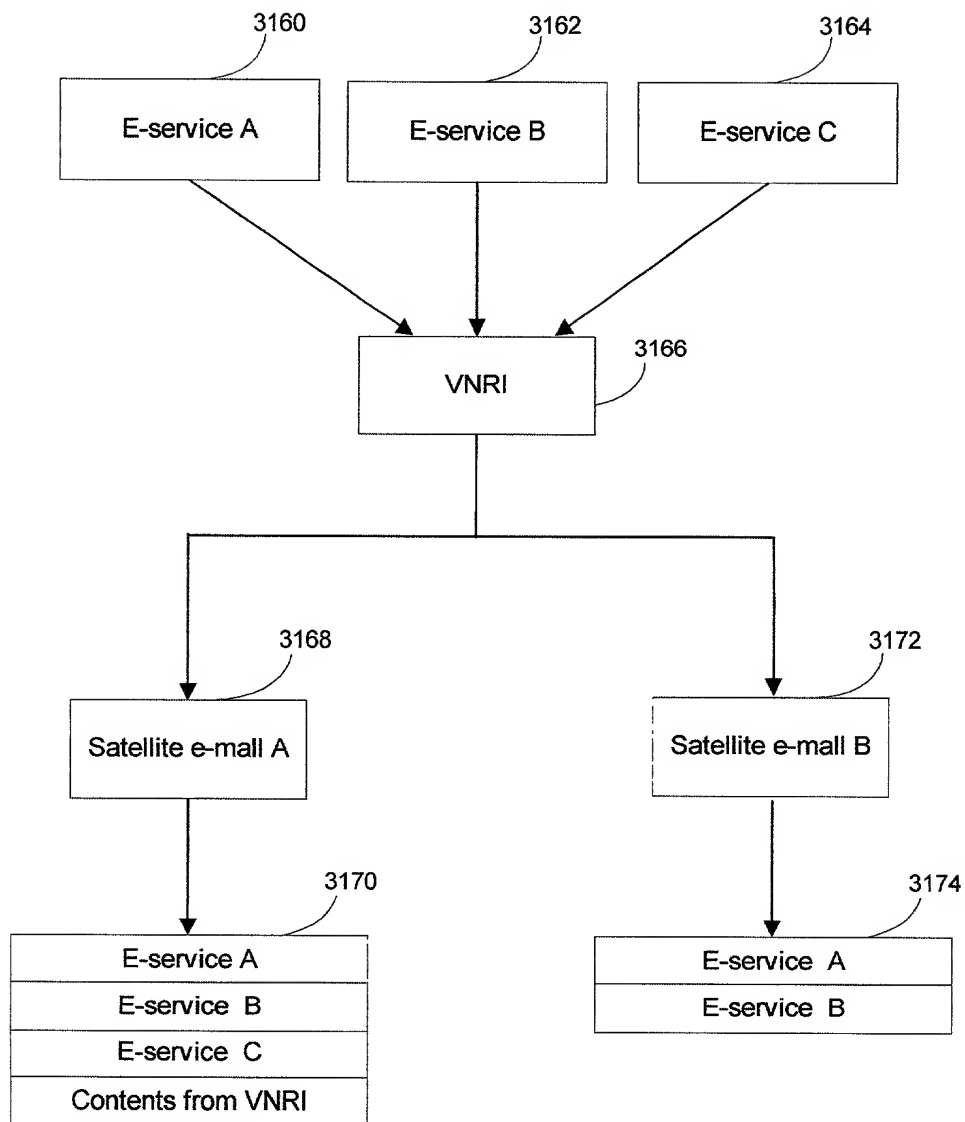 3160
3162
3164
E-service A
E-service B
E-service C
3166
VNRI
3168
3172
Satellite e-mall A
Satellite e-mall B
3170
3174
E-service A
E-service B
E-service C
Contents from VNRI
E-service A
E-service B